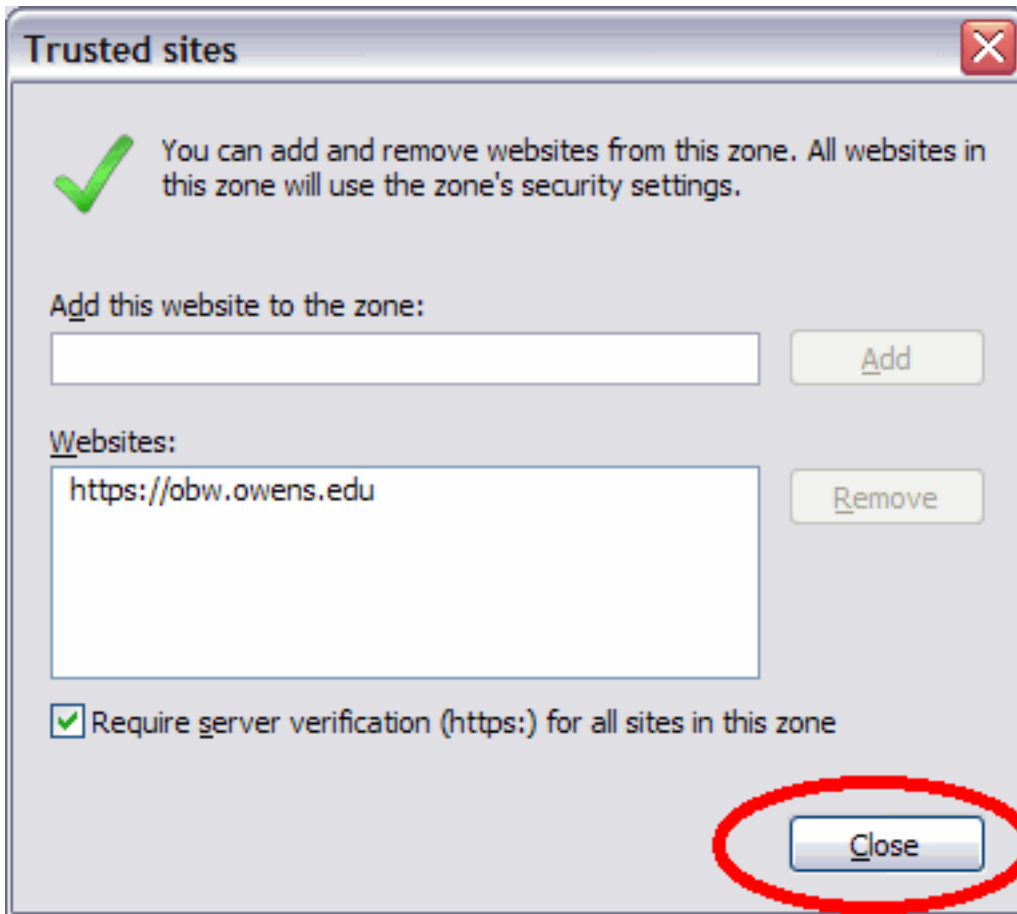 Trusted sites
You can add and remove websites from this zone. All websites in
this zone will use the zone's security settings.
Add this website to the zone:
Add
Websites:
https://obw.owens.edu
Remove
Require server verification (https:) for all sites in this zone
Close